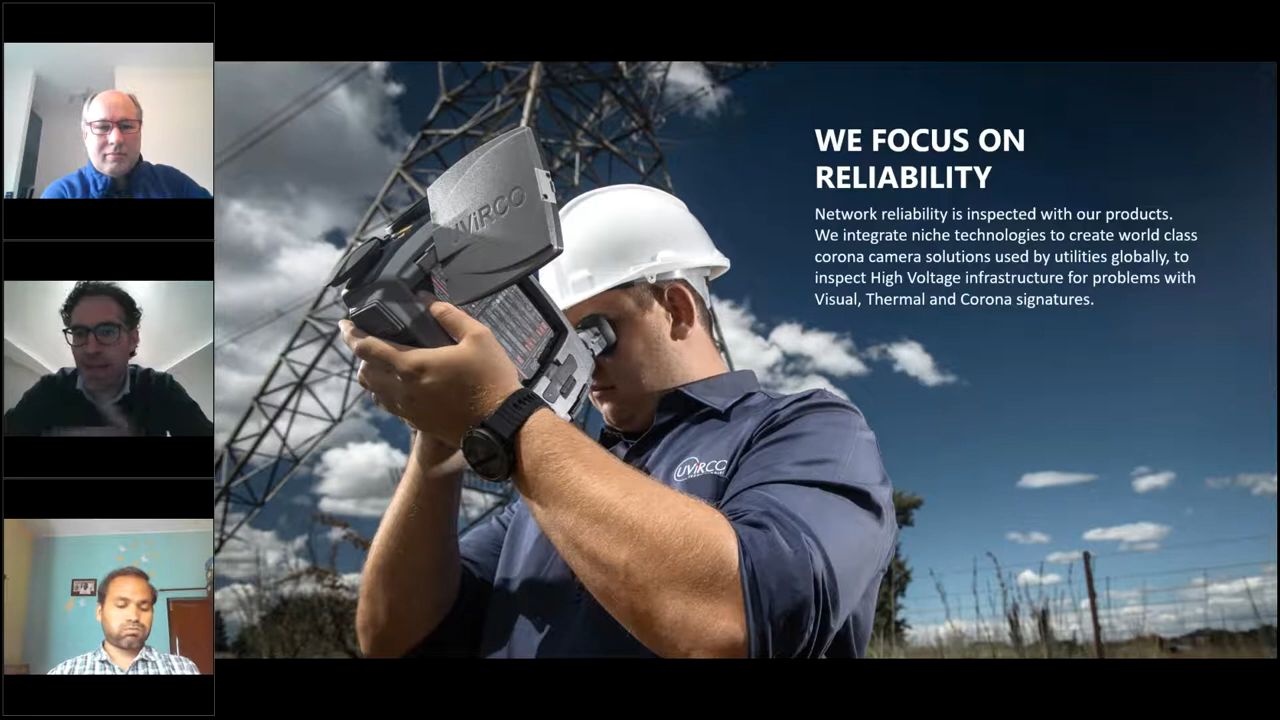 WE FOCUS ON
RELIABILITY
Network reliability is inspected with our products.
We integrate niche technologies to create world class
corona camera solutions used by utilities globally, to
inspect High Voltage infrastructure for problems with
Visual, Thermal and Corona signatures.
UViRCO
UViRCO